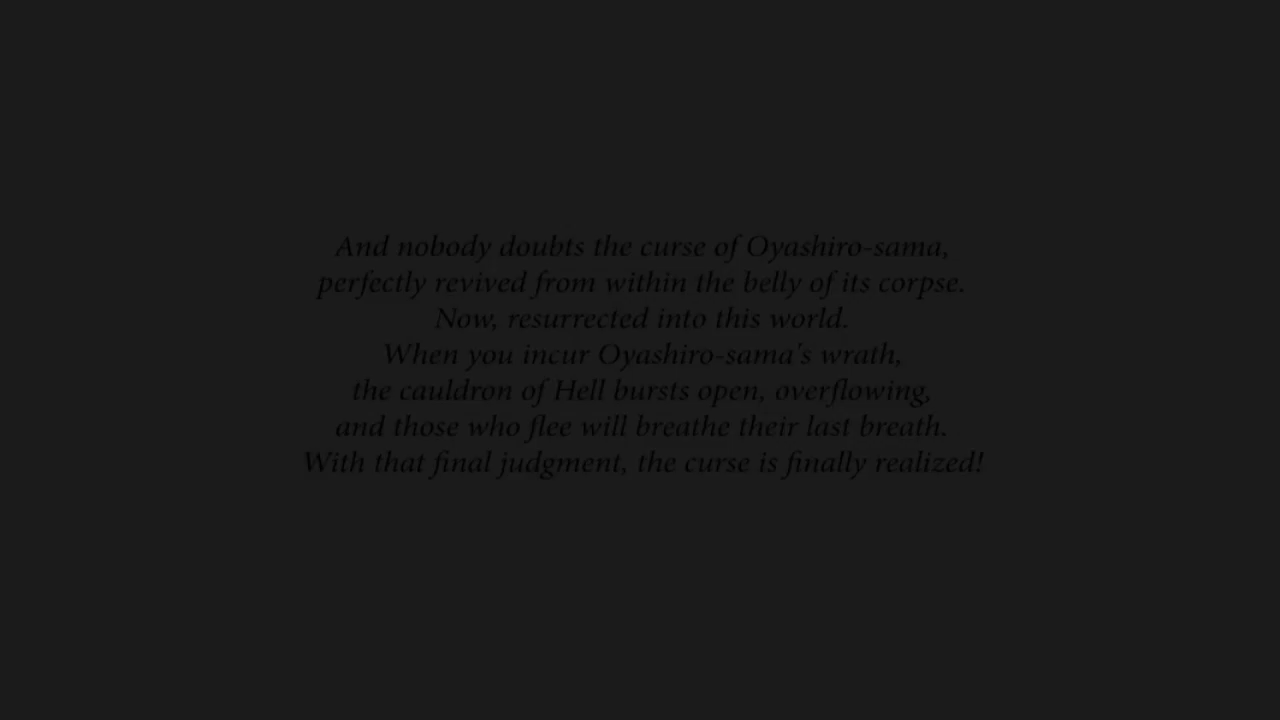 And nobody doubts the curse of Oyashiro-sama,
perfectly revived from within the belly of its corpse.
Now, resurrected into this world.
When you incur Oyashiro-sama's wrath,
the cauldron of Hell bursts open, overflowing,
and those who flee will breathe their last breath.
With that final judgment, the curse is finally realized!